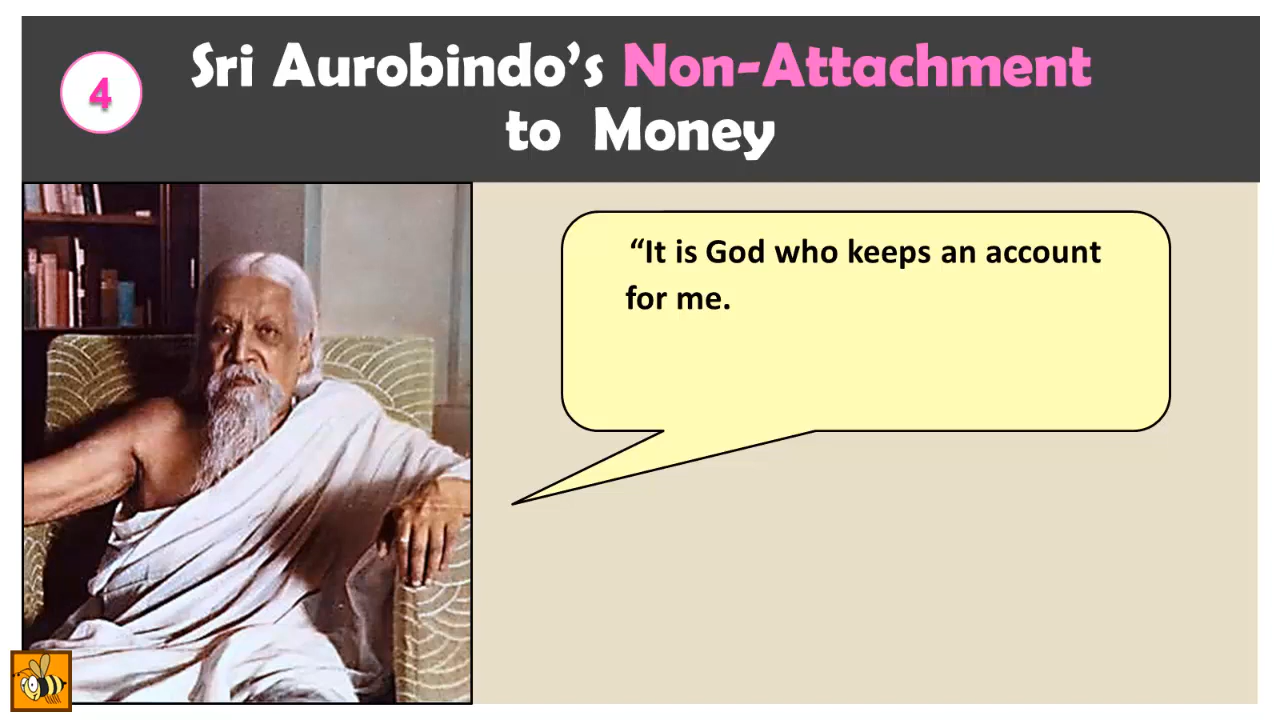 4
Sri Aurobindo’s Non-Attachment
to Money
“It is God who keeps an account
for me.